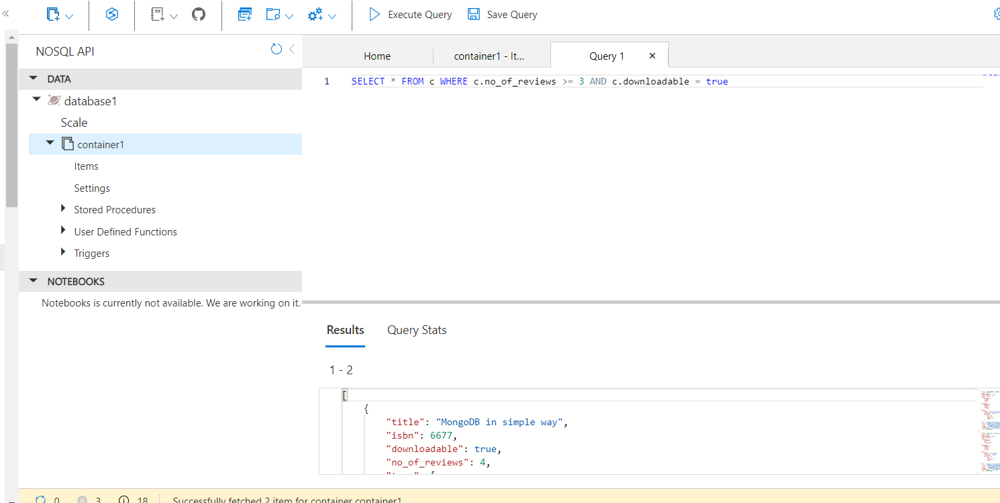 Execute Query
Save Query
NOSQL API
DATA
database1
Scale
container1
Items
Settings
Stored Procedures
User Defined Functions
Triggers
NOTEBOOKS
Notebooks is currently not available. We are working on it.
Home
container1 - It...
Query 1
1 SELECT * FROM c WHERE c.no_of_reviews >= 3 AND c.downloadable = true
Results
Query Stats
1 - 2
[
{
"title": "MongoDB in simple way",
"isbn": 6677,
"downloadable": true,
"no_of_reviews": 4,
0 3 18 Successfully fetched 2 item for container container1